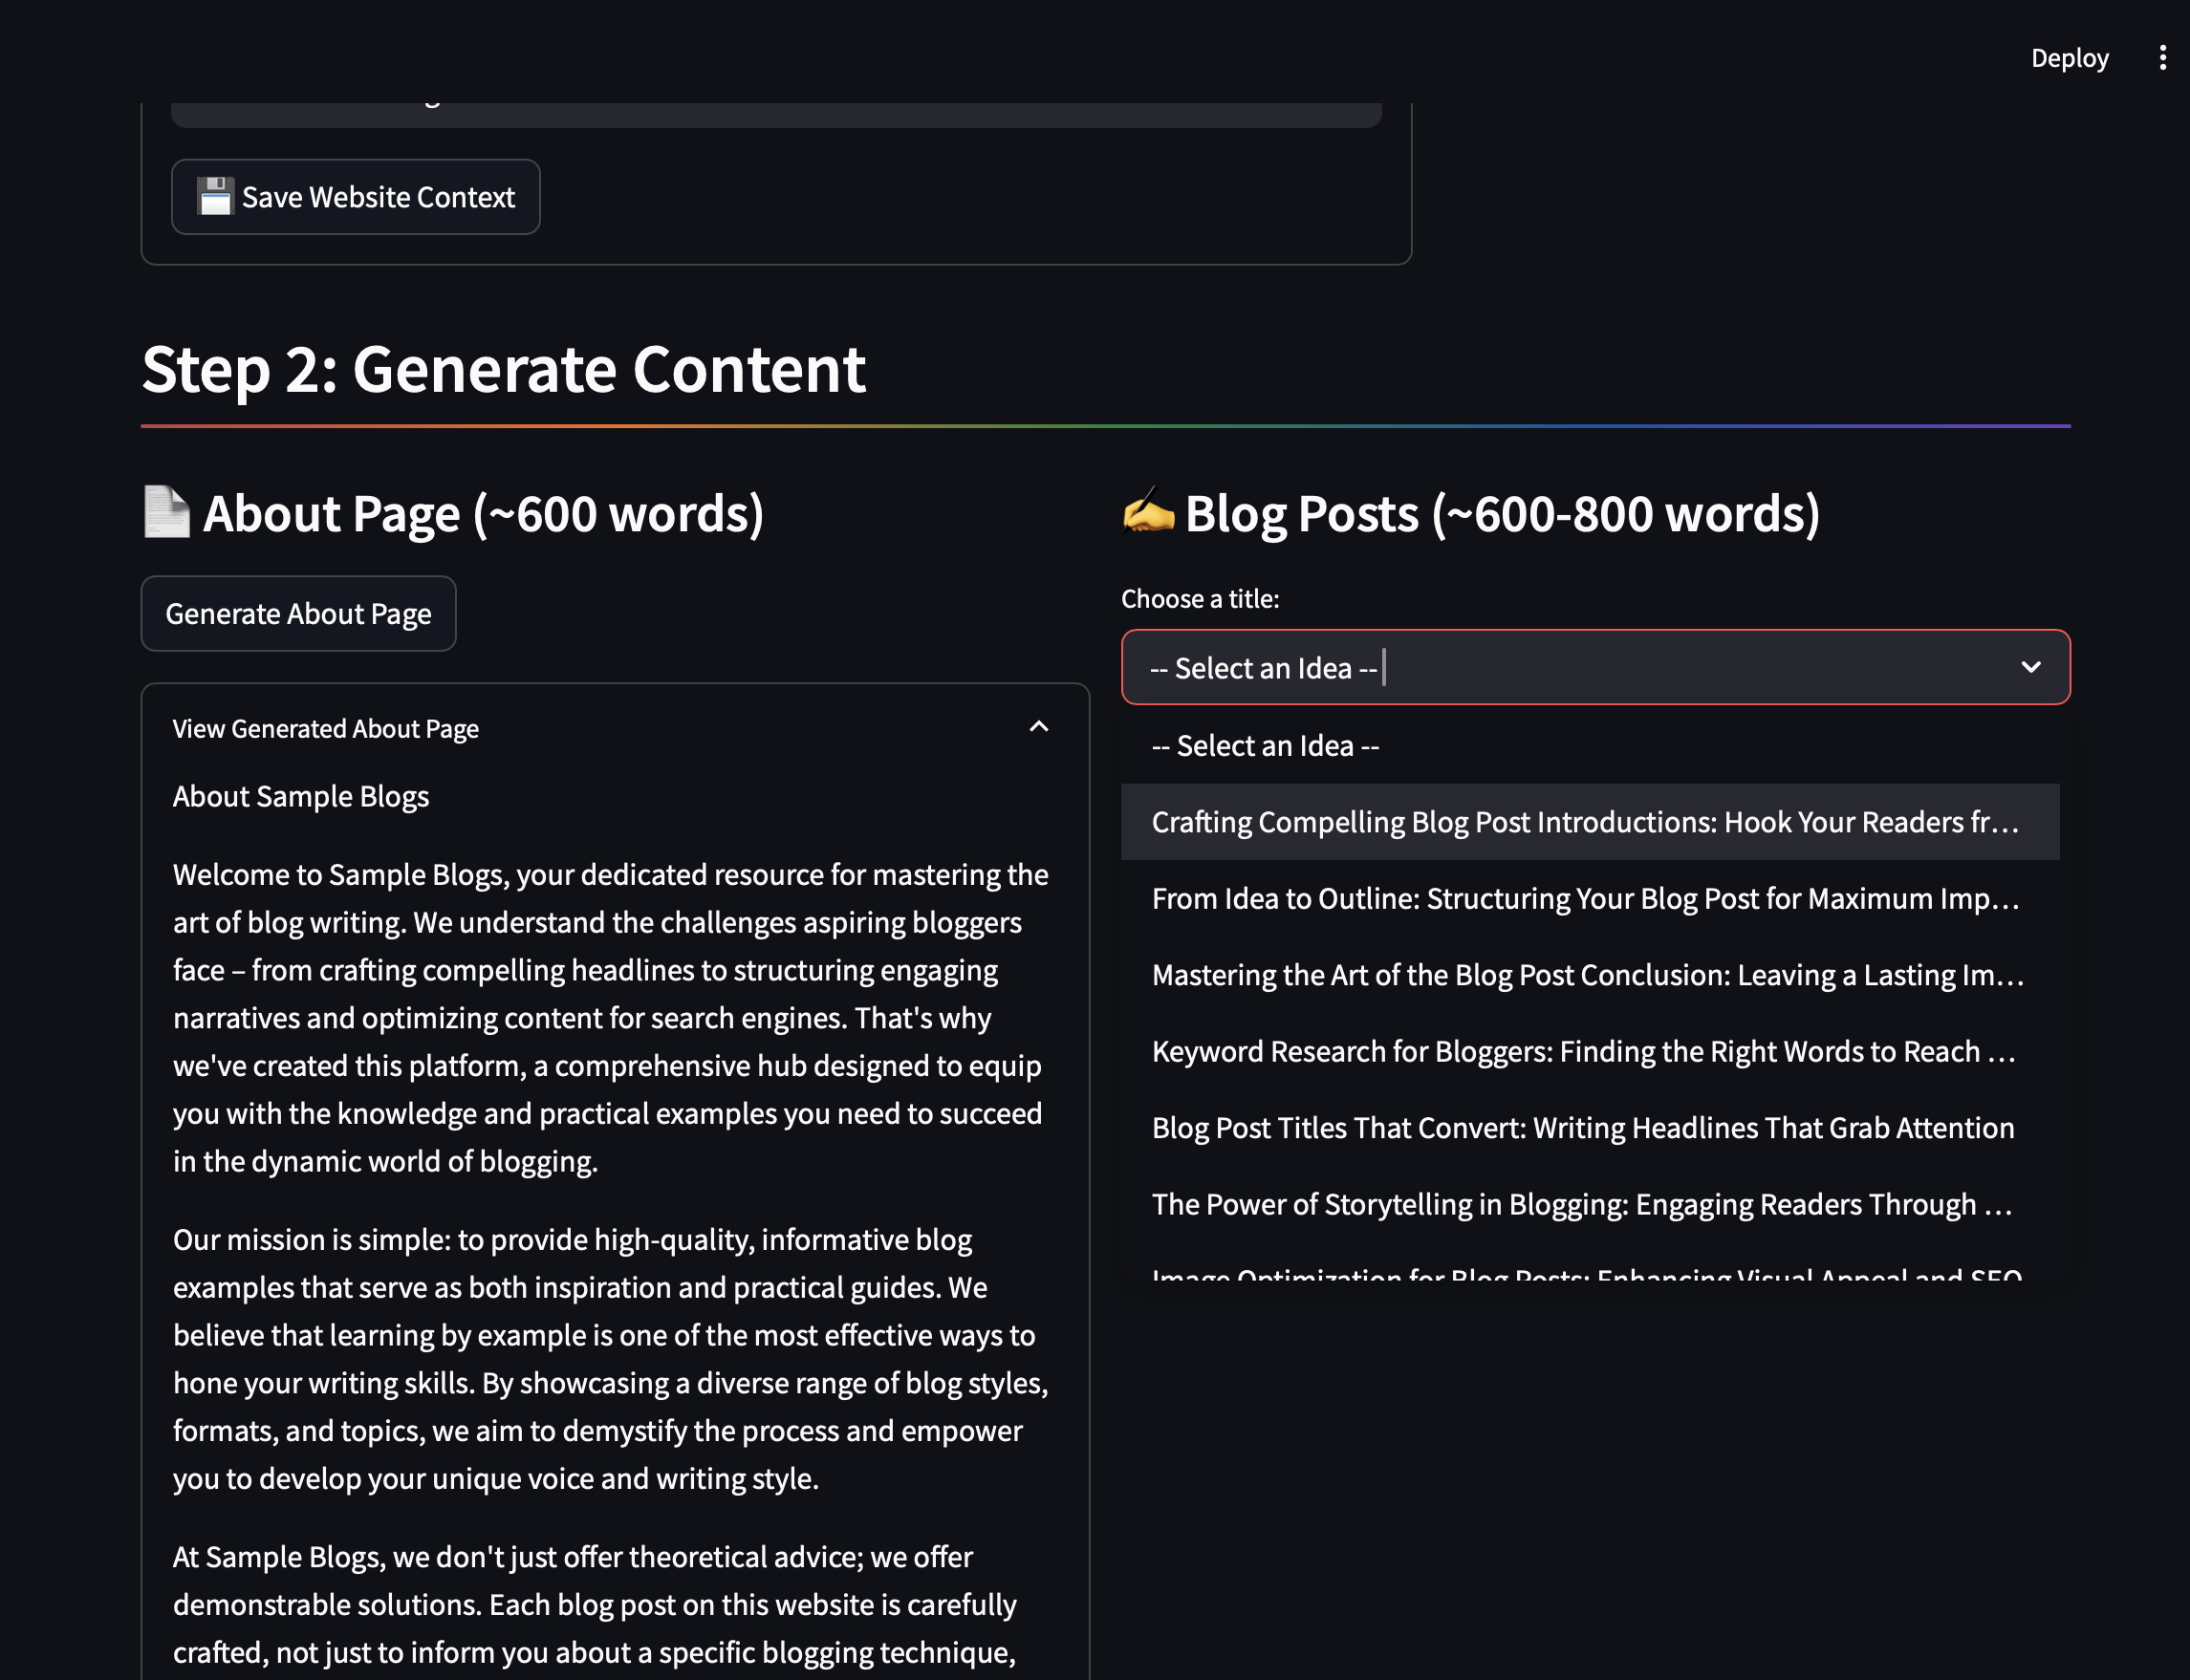 Deploy
Save Website Context
Step 2: Generate Content
About Page (~600 words)
Generate About Page
View Generated About Page
About Sample Blogs
Welcome to Sample Blogs, your dedicated resource for mastering the
art of blog writing. We understand the challenges aspiring bloggers
face – from crafting compelling headlines to structuring engaging
narratives and optimizing content for search engines. That's why
we've created this platform, a comprehensive hub designed to equip
you with the knowledge and practical examples you need to succeed
in the dynamic world of blogging.
Our mission is simple: to provide high-quality, informative blog
examples that serve as both inspiration and practical guides. We
believe that learning by example is one of the most effective ways to
hone your writing skills. By showcasing a diverse range of blog styles,
formats, and topics, we aim to demystify the process and empower
you to develop your unique voice and writing style.
At Sample Blogs, we don't just offer theoretical advice; we offer
demonstrable solutions. Each blog post on this website is carefully
crafted, not just to inform you about a specific blogging technique,
Blog Posts (~600-800 words)
Choose a title:
-- Select an Idea --
-- Select an Idea --
Crafting Compelling Blog Post Introductions: Hook Your Readers fr...
From Idea to Outline: Structuring Your Blog Post for Maximum Imp...
Mastering the Art of the Blog Post Conclusion: Leaving a Lasting Im...
Keyword Research for Bloggers: Finding the Right Words to Reach ...
Blog Post Titles That Convert: Writing Headlines That Grab Attention
The Power of Storytelling in Blogging: Engaging Readers Through ...
Image Optimization for Blog Posts: Enhancing Visual Appeal and SEO